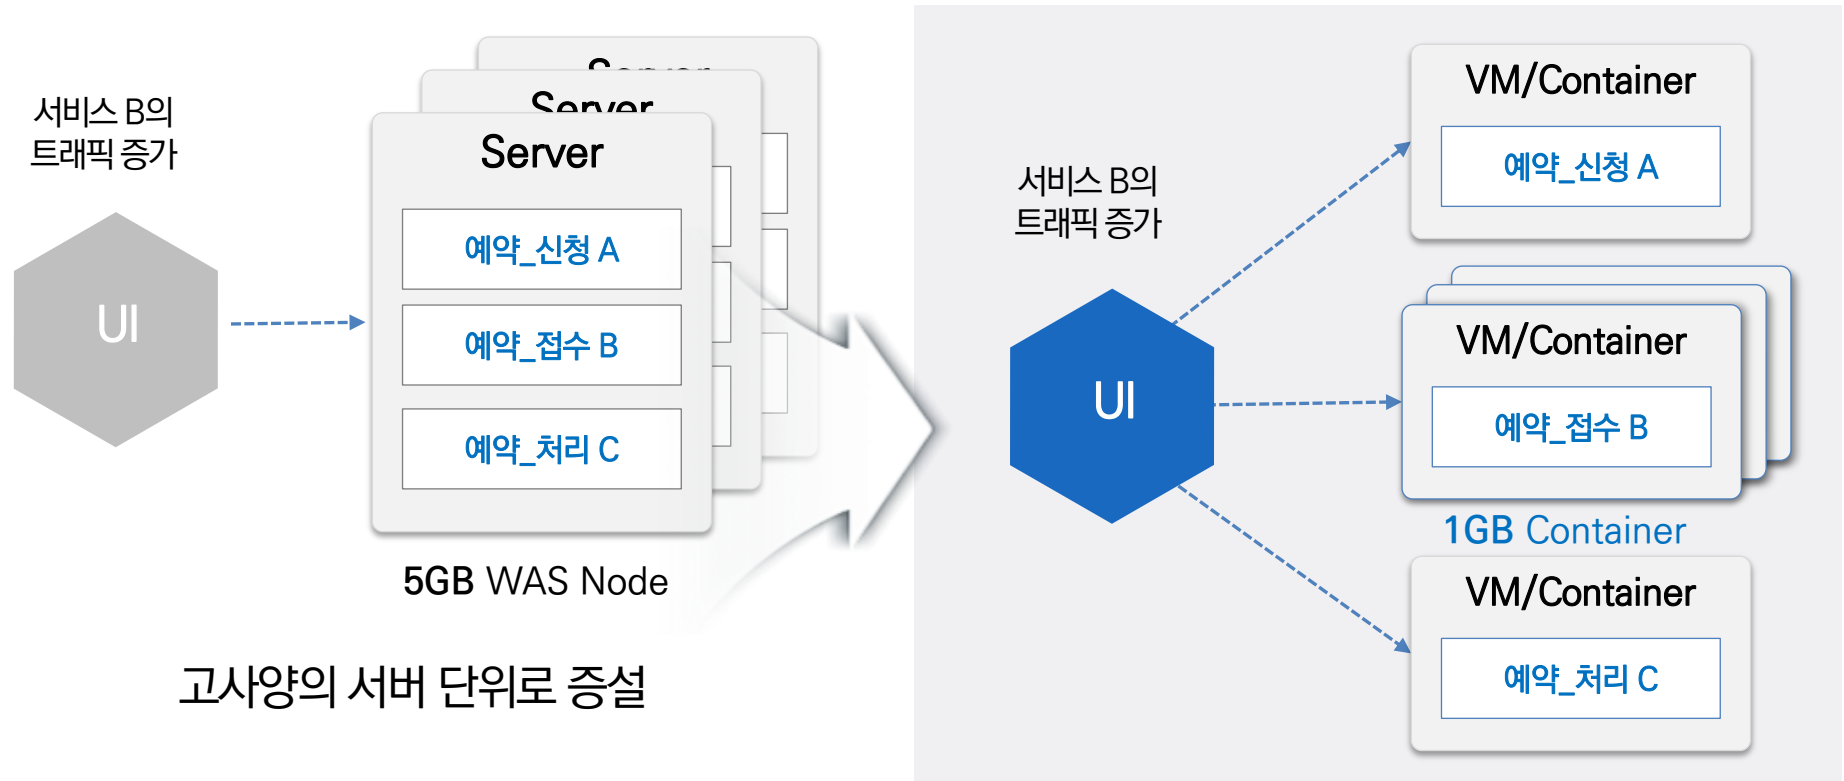 서비스 B의
트래픽 증가
UI
Server
Server
Server
예약_신청 A
예약_접수 B
예약_처리 C
5GB WAS Node
고사양의 서버 단위로 증설
서비스 B의
트래픽 증가
UI
VM/Container
예약_신청 A
VM/Container
예약_접수 B
1GB Container
VM/Container
예약_처리 C